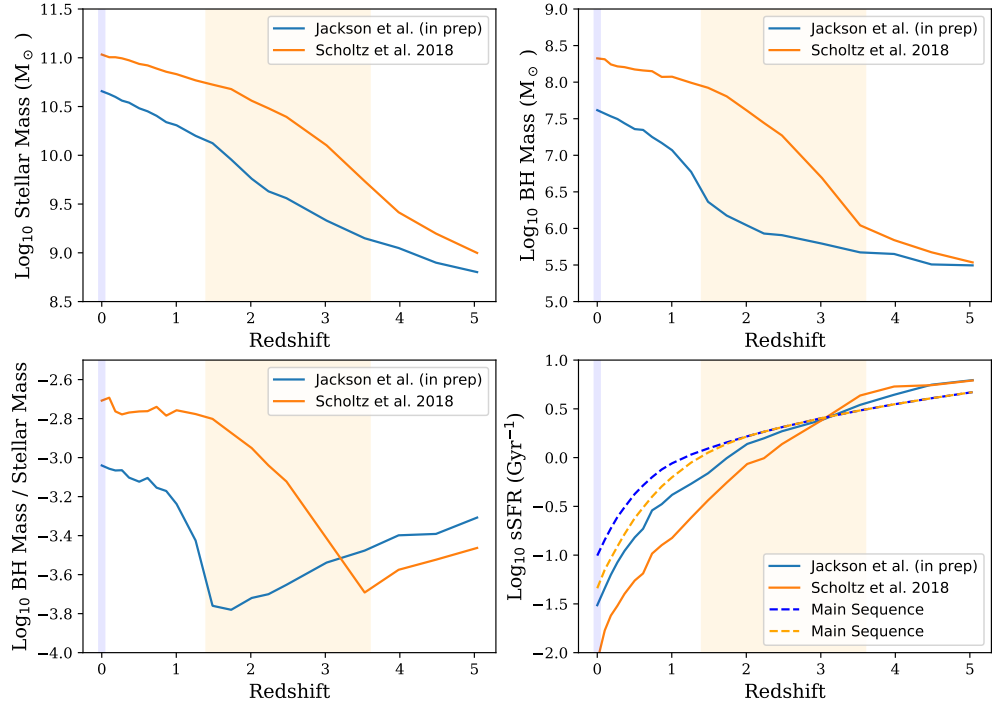 Log₁₀ Stellar Mass (M⊙)
11.5
11.0
10.5
10.0
9.5
9.0
8.5
Jackson et al. (in prep)
Scholtz et al. 2018
0 1 2 3 4 5
Redshift
Log₁₀ BH Mass (M⊙)
9.0
8.5
8.0
7.5
7.0
6.5
6.0
5.5
5.0
Jackson et al. (in prep)
Scholtz et al. 2018
0 1 2 3 4 5
Redshift
Log₁₀ BH Mass / Stellar Mass
−2.6
−2.8
−3.0
−3.2
−3.4
−3.6
−3.8
−4.0
Jackson et al. (in prep)
Scholtz et al. 2018
0 1 2 3 4 5
Redshift
Log₁₀ sSFR (Gyr⁻¹)
1.0
0.5
0.0
−0.5
−1.0
−1.5
−2.0
Jackson et al. (in prep)
Scholtz et al. 2018
Main Sequence
Main Sequence
0 1 2 3 4 5
Redshift